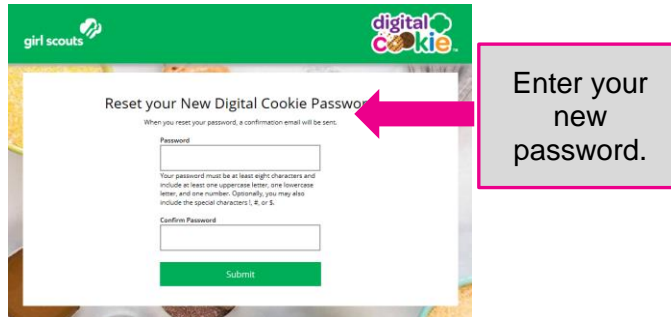 girl scouts
digital
cookie
Reset your New Digital Cookie Passwor
When you reset your password, a confirmation email will be sent.
Password
Your password must be at least eight characters and
include at least one uppercase letter, one lowercase
letter, and one number. Optionally, you may also
include the special characters !, #, or $.
Confirm Password
Submit
Enter your
new
password.